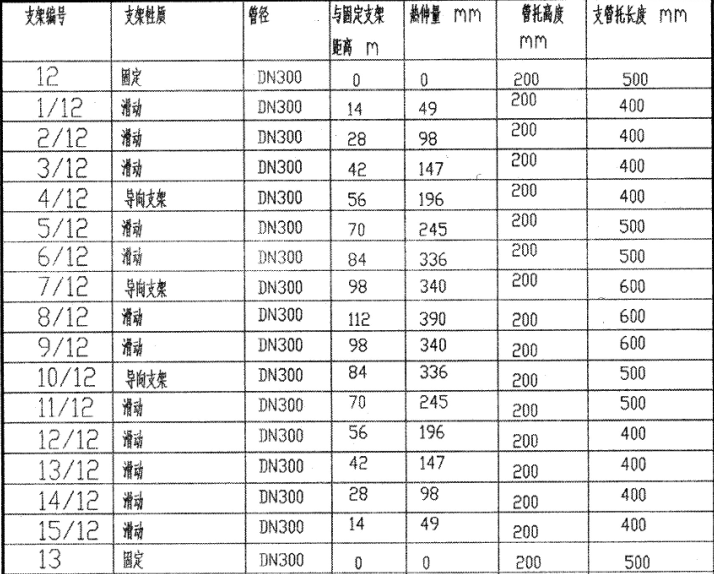 支架编号 支架性质 管径 与固定支架 热伸量 mm 管托高度 支管托长度 mm
距离 m mm
12 固定 DN300 0 0 200 500
1/12 滑动 DN300 14 49 200 400
2/12 滑动 DN300 28 98 200 400
3/12 滑动 DN300 42 147 200 400
4/12 导向支架 DN300 56 196 200 400
5/12 滑动 DN300 70 245 200 500
6/12 滑动 DN300 84 336 200 500
7/12 导向支架 DN300 98 340 200 600
8/12 滑动 DN300 112 390 200 600
9/12 滑动 DN300 98 340 200 600
10/12 导向支架 DN300 84 336 200 500
11/12 滑动 DN300 70 245 200 500
12/12 滑动 DN300 56 196 200 400
13/12 滑动 DN300 42 147 200 400
14/12 滑动 DN300 28 98 200 400
15/12 滑动 DN300 14 49 200 400
13 固定 DN300 0 0 200 500